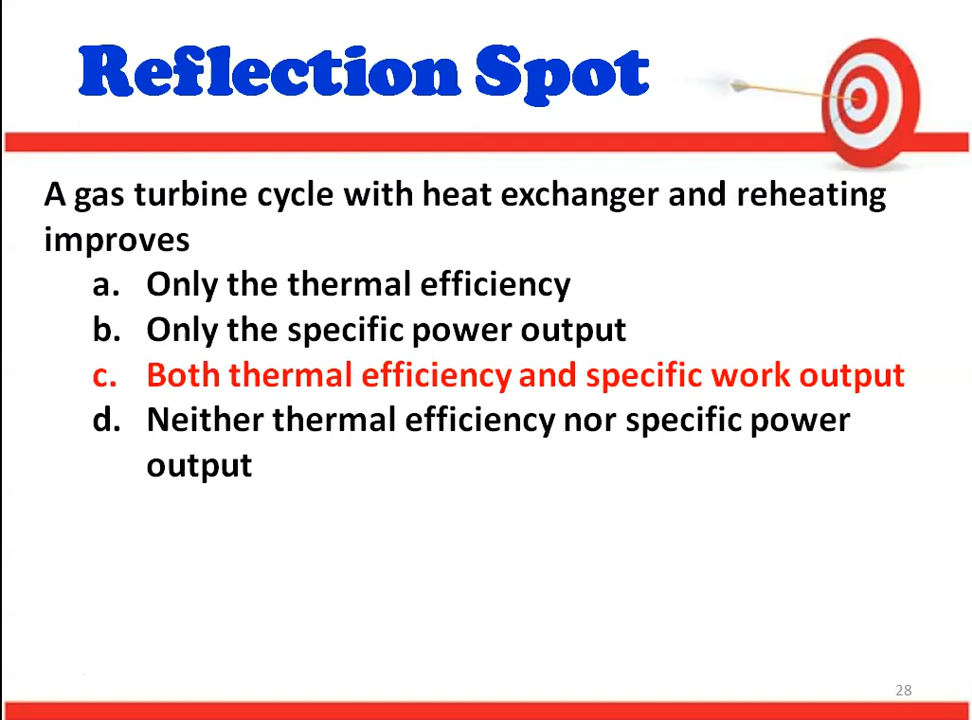 Reflection Spot
A gas turbine cycle with heat exchanger and reheating
improves
a. Only the thermal efficiency
b. Only the specific power output
c. Both thermal efficiency and specific work output
d. Neither thermal efficiency nor specific power
output
28